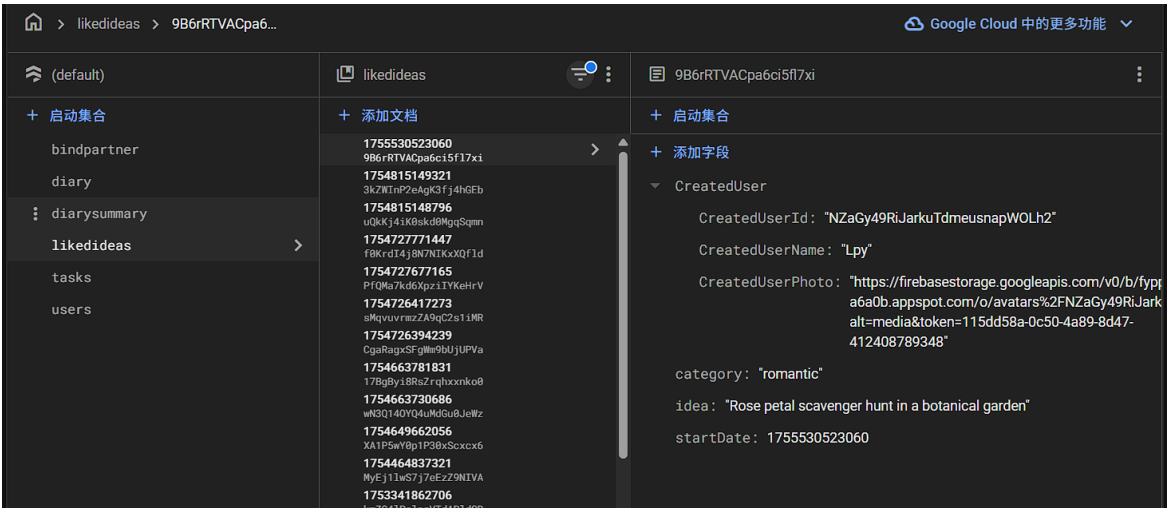 likedideas
9B6rRTVACpa6…
Google Cloud 中的更多功能
(default)
启动集合
bindpartner
diary
diarysummary
likedideas
tasks
users
likedideas
添加文档
1755530523060
9B6rRTVACpa6ci5fl7xi
1754815149321
3kZWInP2eAgK3fj4hGEb
1754815148796
uQkKj4iK0skd0MgqSqmn
1754727771447
f0KrdI4j8N7NIKxXQfld
1754727677165
PfQMa7kd6XpziIYKeHrV
1754726417273
sMqvuvrmzZA9qC2s1iMR
1754726394239
CgaRagxSFgWm9bUjUPVa
1754663781831
17BgByi8RsZrqhxxnko0
1754663730686
wN3Q14OYQ4uMdGu0JeWz
1754649662056
XA1P5wY0p1P30xScxcx6
1754464837321
MyEj1lwS7j7eEzZ9NIVA
1753341862706
9B6rRTVACpa6ci5fl7xi
启动集合
添加字段
CreatedUser
CreatedUserId: "NZaGy49RiJarkuTdmeusnapWOLh2"
CreatedUserName: "Lpy"
CreatedUserPhoto: "https://firebasestorage.googleapis.com/v0/b/fypp
a6a0b.appspot.com/o/avatars%2FNZaGy49RiJark
alt=media&token=115dd58a-0c50-4a89-8d47-
412408789348"
category: "romantic"
idea: "Rose petal scavenger hunt in a botanical garden"
startDate: 1755530523060